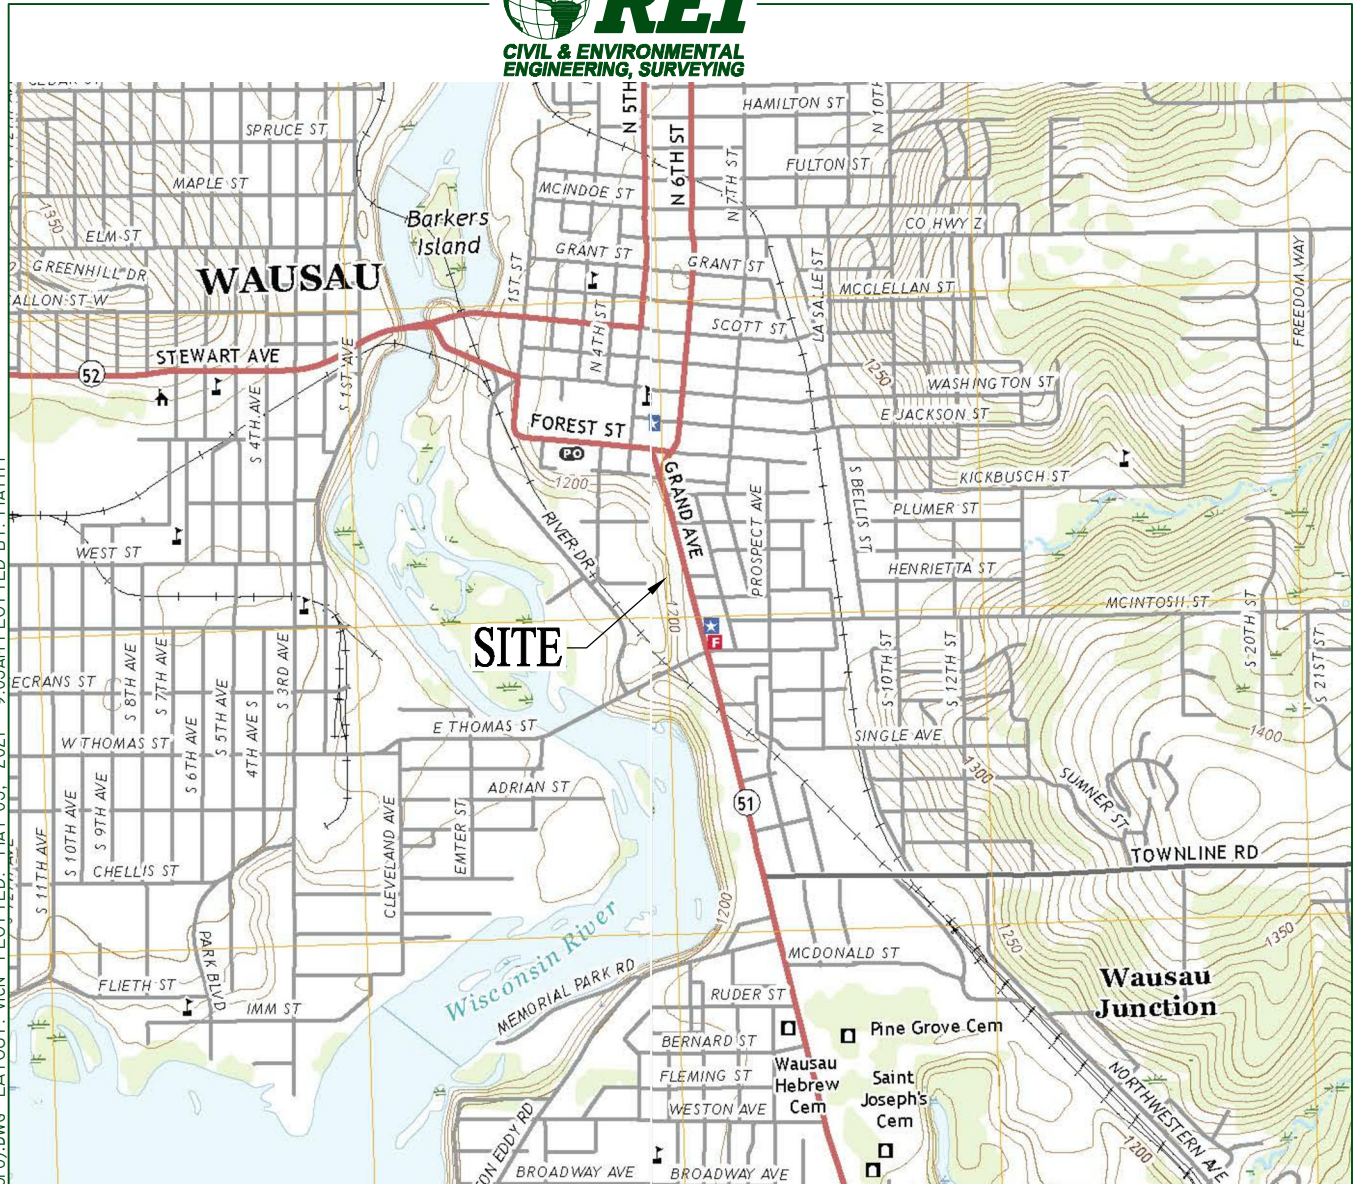 REI
CIVIL & ENVIRONMENTAL
ENGINEERING, SURVEYING
N 5TH
N 6TH ST
N 7TH ST
N 10TH
HAMILTON ST
SPRUCE ST
FULTON ST
MAPLE ST
MCINDOE ST
1350
Barkers
Island
CO HWY Z
ELM ST
GRANT ST
GRANT ST
GREENHILL DR
WAUSAU
1ST ST
LA SALLE ST
MCCLELLAN ST
FREEDOM WAY
ALLON ST W
N 4TH ST
SCOTT ST
STEWART AVE
52
S 1ST AVE
1250
WASHINGTON ST
S 4TH AVE
FOREST ST
E JACKSON ST
PO
GRAND AVE
1200
KICKBUSCH ST
PROSPECT AVE
S BELLIS ST
PLUMER ST
RIVER DR
WEST ST
HENRIETTA ST
1200
MCINTOSH ST
SITE
F
S 20TH ST
S 21ST ST
S 10TH ST
S 12TH ST
ECRANS ST
S 8TH AVE
S 7TH AVE
S 6TH AVE
S 5TH AVE
4TH AVE S
S 3RD AVE
E THOMAS ST
W THOMAS ST
SINGLE AVE
1400
1300
SUMNER ST
ADRIAN ST
51
S 11TH AVE
S 10TH AVE
S 9TH AVE
CLEVELAND AVE
EMTER ST
TOWNLINE RD
CHELLIS ST
1200
Wisconsin River
1250
1350
PARK BLVD
MCDONALD ST
MEMORIAL PARK RD
Wausau
Junction
FLIETH ST
IMM ST
RUDER ST
Pine Grove Cem
BERNARD ST
Wausau
Hebrew
Cem
FLEMING ST
Saint
Joseph's
Cem
WESTON AVE
NORTHWESTERN AVE
ON EDDY RD
1200
BROADWAY AVE
BROADWAY AVE